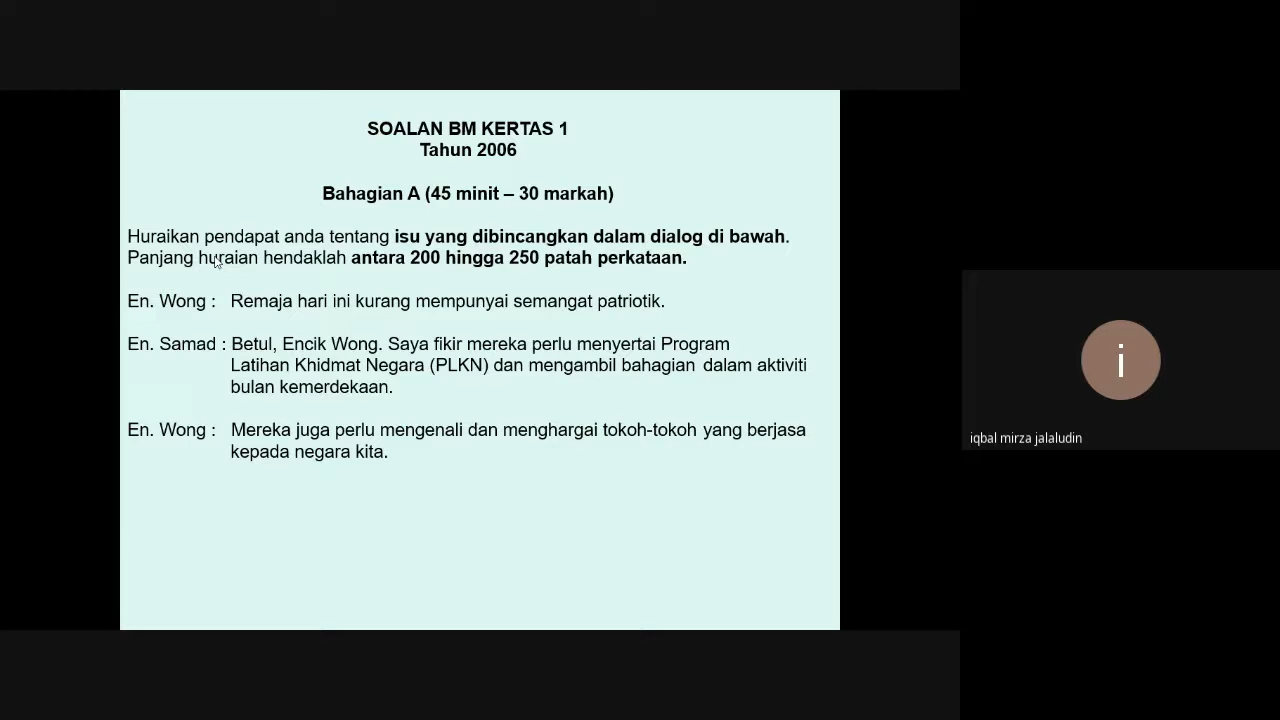 SOALAN BM KERTAS 1
Tahun 2006
Bahagian A (45 minit – 30 markah)
Huraikan pendapat anda tentang isu yang dibincangkan dalam dialog di bawah.
Panjang huraian hendaklah antara 200 hingga 250 patah perkataan.
En. Wong : Remaja hari ini kurang mempunyai semangat patriotik.
En. Samad : Betul, Encik Wong. Saya fikir mereka perlu menyertai Program
Latihan Khidmat Negara (PLKN) dan mengambil bahagian dalam aktiviti
bulan kemerdekaan.
En. Wong : Mereka juga perlu mengenali dan menghargai tokoh-tokoh yang berjasa
kepada negara kita.
i
iqbal mirza jalaludin